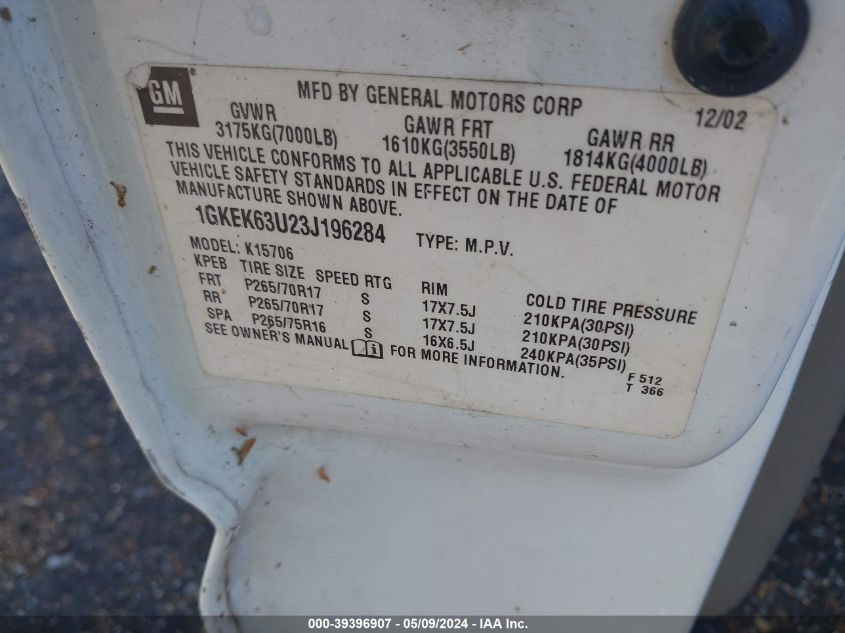 GM ® MFD BY GENERAL MOTORS CORP 12/02
GVWR GAWR FRT GAWR RR
3175KG(7000LB) 1610KG(3550LB) 1814KG(4000LB)
THIS VEHICLE CONFORMS TO ALL APPLICABLE U.S. FEDERAL MOTOR
VEHICLE SAFETY STANDARDS IN EFFECT ON THE DATE OF
MANUFACTURE SHOWN ABOVE.
1GKEK63U23J196284 TYPE: M.P.V.
MODEL: K15706
KPEB TIRE SIZE SPEED RTG RIM COLD TIRE PRESSURE
FRT P265/70R17 S 17X7.5J 210KPA(30PSI)
RR P265/70R17 S 17X7.5J 210KPA(30PSI)
SPA P265/75R16 S 16X6.5J 240KPA(35PSI)
SEE OWNER'S MANUAL FOR MORE INFORMATION.
F 512
T 366
000-39396907 - 05/09/2024 - IAA Inc.